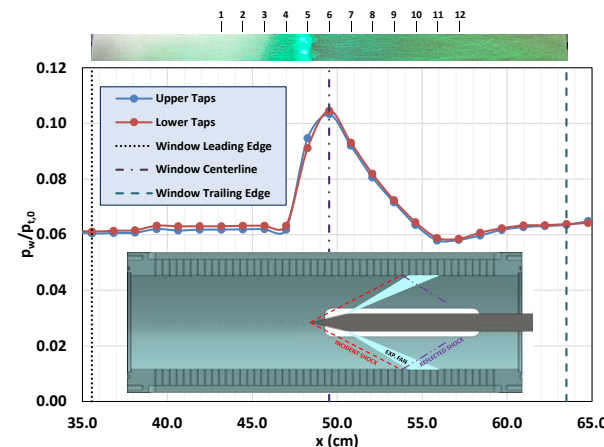 1 2 3 4 5 6 7 8 9 10 11 12
0.12
0.10
0.08
0.06
0.04
0.02
0.00
p_w/p_t,0
Upper Taps
Lower Taps
Window Leading Edge
Window Centerline
Window Trailing Edge
INCIDENT SHOCK
EXP. FAN
REFLECTED SHOCK
35.0 40.0 45.0 50.0 55.0 60.0 65.0
x (cm)